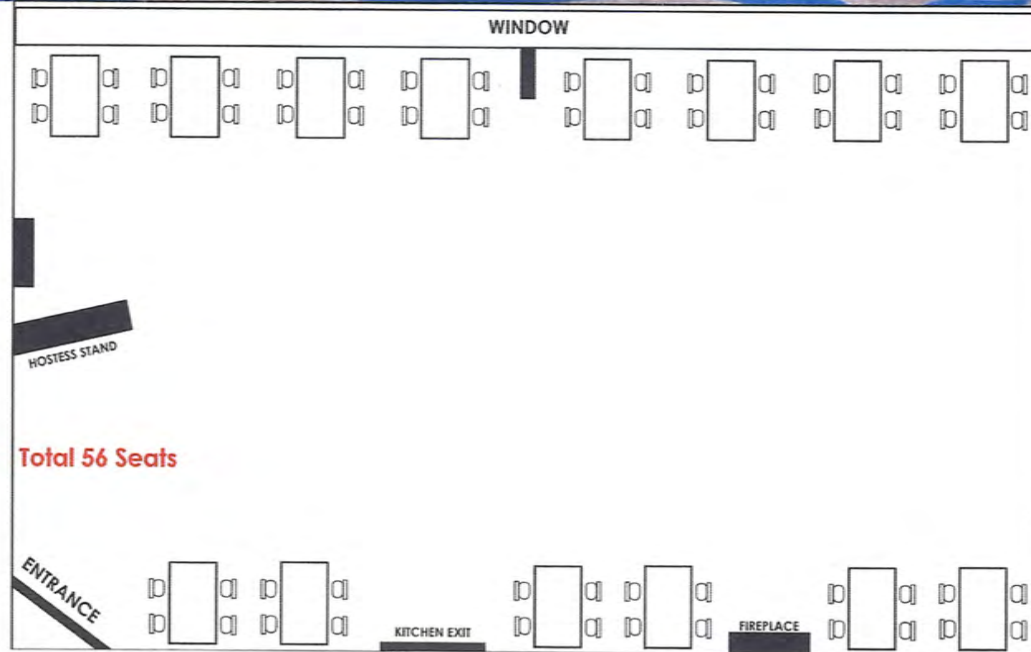 WINDOW
HOSTESS STAND
Total 56 Seats
ENTRANCE
KITCHEN EXIT
FIREPLACE